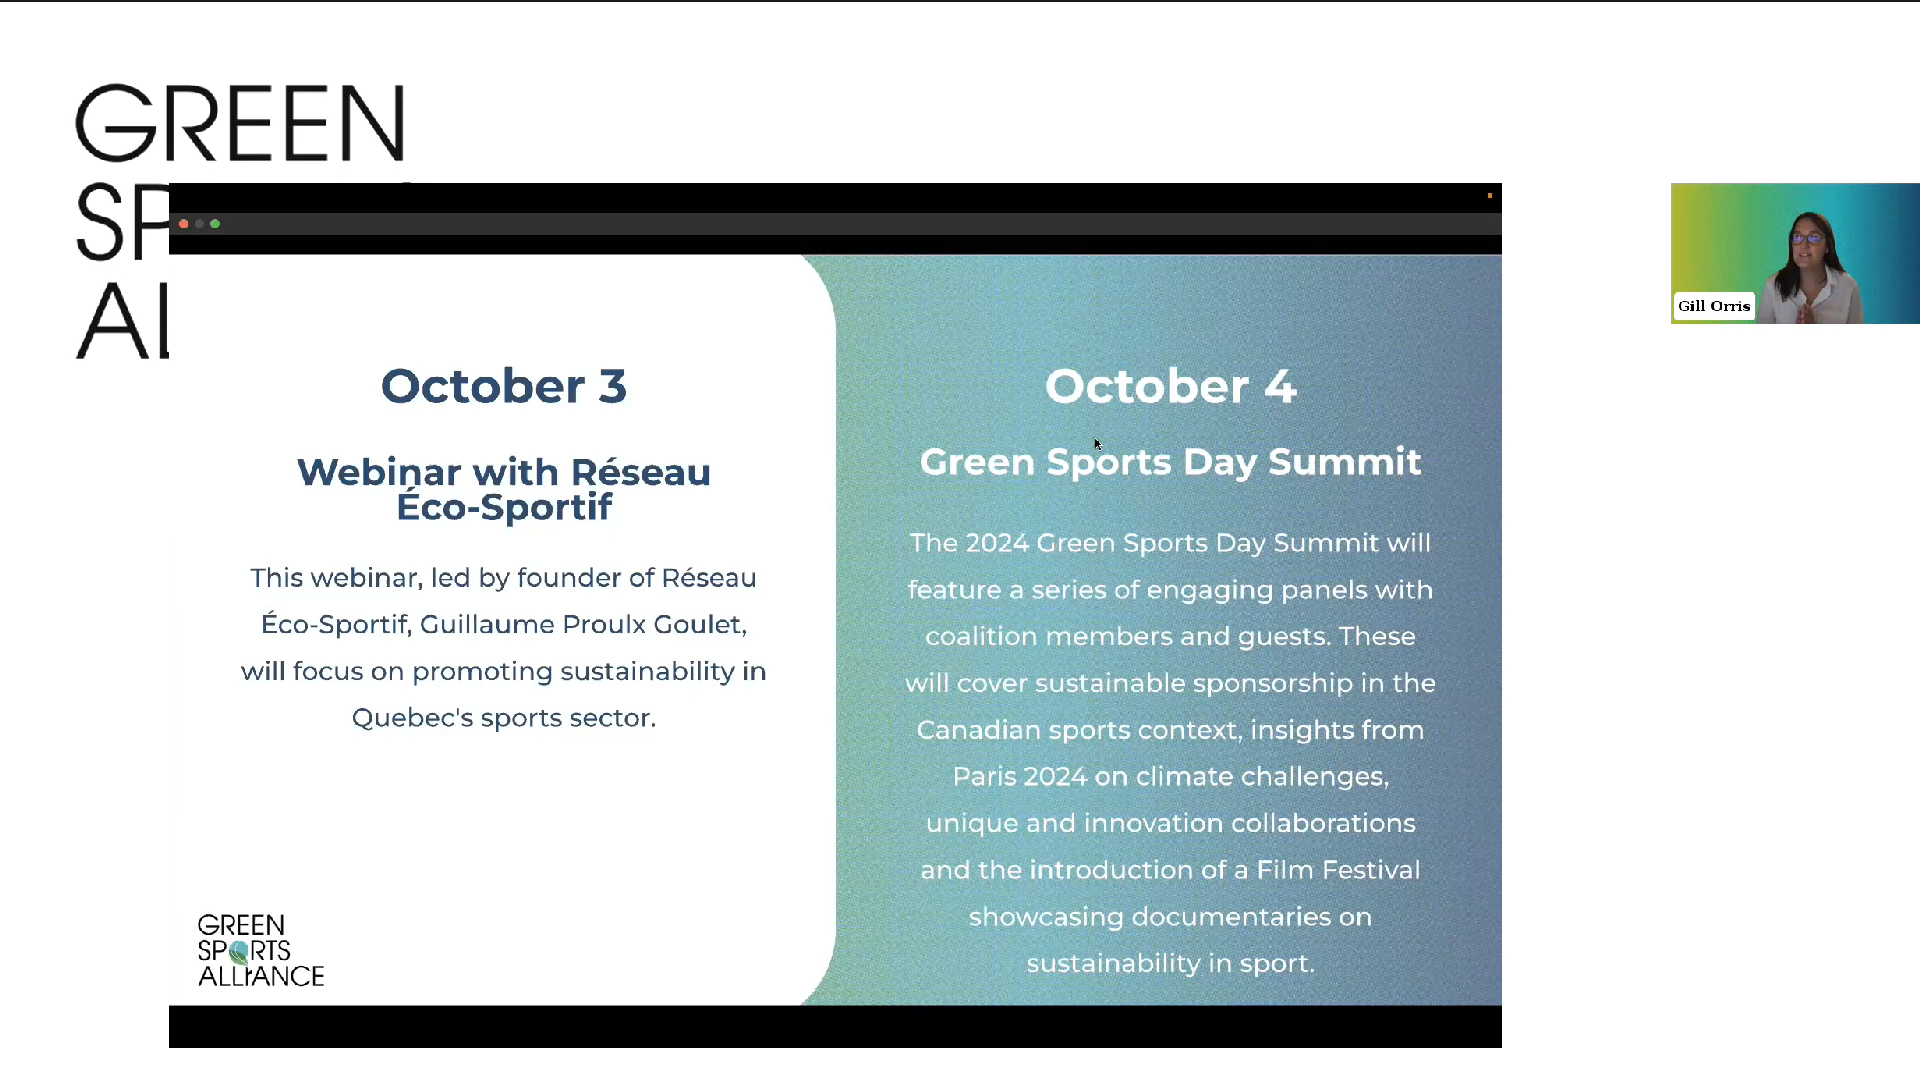 GREEN
SP
AL
October 3
Webinar with Réseau
Éco-Sportif
This webinar, led by founder of Réseau
Éco-Sportif, Guillaume Proulx Goulet,
will focus on promoting sustainability in
Quebec's sports sector.
GREEN
SPORTS
ALLIANCE
October 4
Green Sports Day Summit
The 2024 Green Sports Day Summit will
feature a series of engaging panels with
coalition members and guests. These
will cover sustainable sponsorship in the
Canadian sports context, insights from
Paris 2024 on climate challenges,
unique and innovation collaborations
and the introduction of a Film Festival
showcasing documentaries on
sustainability in sport.
Gill Orris